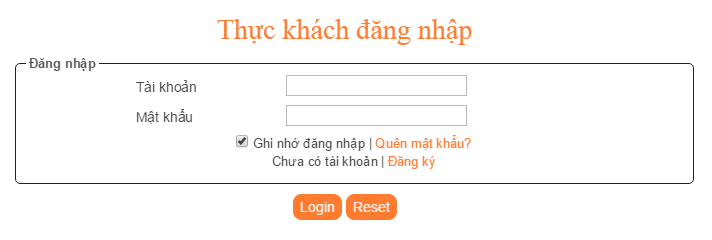 Thực khách đăng nhập
Đăng nhập
Tài khoản
Mật khẩu
Ghi nhớ đăng nhập | Quên mật khẩu?
Chưa có tài khoản | Đăng ký
Login Reset